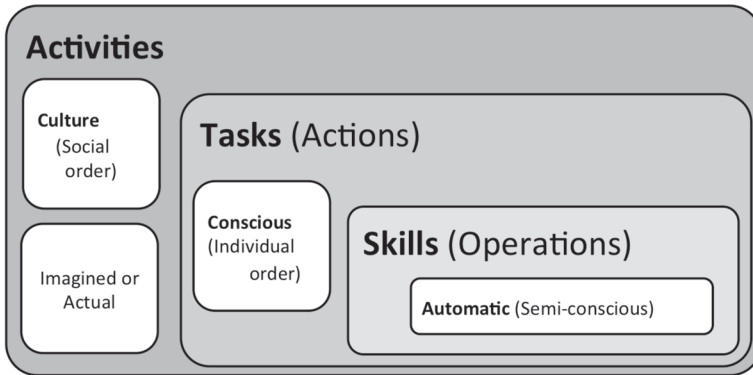 Activities
Culture
(Social
order)
Imagined or
Actual
Tasks (Actions)
Conscious
(Individual
order)
Skills (Operations)
Automatic (Semi-conscious)